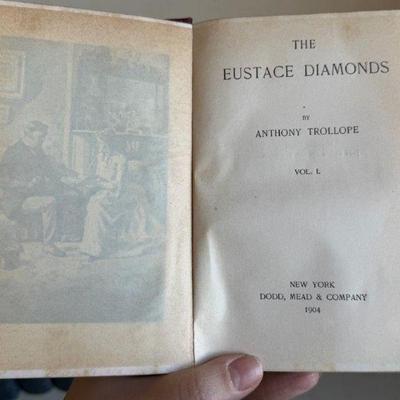 THE
EUSTACE DIAMONDS
BY
ANTHONY TROLLOPE
VOL. I.
NEW YORK
DODD, MEAD & COMPANY
1904